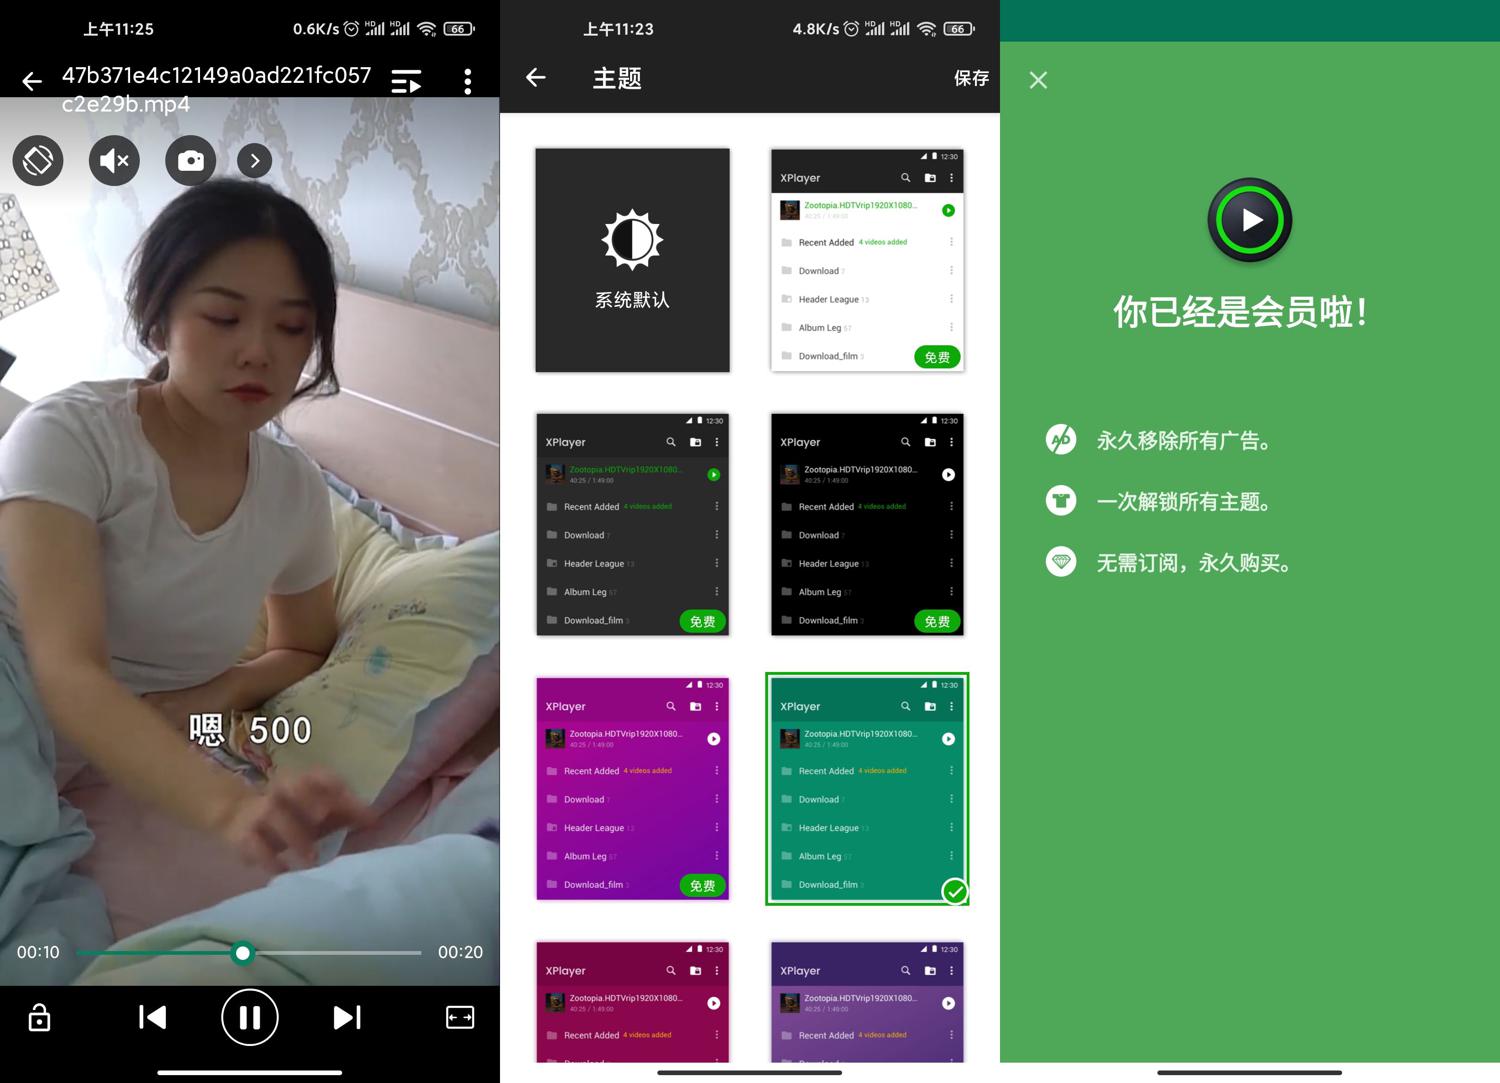 上午11:25
0.6K/s
66
47b371e4c12149a0ad221fc057
c2e29b.mp4
嗯 500
00:10
00:20
上午11:23
4.8K/s
66
主题
保存
系统默认
12:30
XPlayer
Zootopia.HDTVrip1920X1080...
40:25 / 1:49:00
Recent Added 4 videos added
Download 7
Header League 13
Album Leg 57
Download_film 3
免费
12:30
XPlayer
Zootopia.HDTVrip1920X1080...
40:25 / 1:49:00
Recent Added 4 videos added
Download 7
Header League 13
Album Leg 57
Download_film 3
免费
12:30
XPlayer
Zootopia.HDTVrip1920X1080...
40:25 / 1:49:00
Recent Added 4 videos added
Download 7
Header League 13
Album Leg 57
Download_film 3
免费
12:30
XPlayer
Zootopia.HDTVrip1920X1080...
40:25 / 1:49:00
Recent Added 4 videos added
Download 7
Header League 13
Album Leg 57
Download_film 3
免费
12:30
XPlayer
Zootopia.HDTVrip1920X1080...
40:25 / 1:49:00
Recent Added 4 videos added
Download 7
Header League 13
Album Leg 57
Download_film 3
12:30
XPlayer
Zootopia.HDTVrip1920X1080...
40:25 / 1:49:00
Recent Added 4 videos added
12:30
XPlayer
Zootopia.HDTVrip1920X1080...
40:25 / 1:49:00
Recent Added 4 videos added
你已经是会员啦！
AD
永久移除所有广告。
一次解锁所有主题。
无需订阅，永久购买。